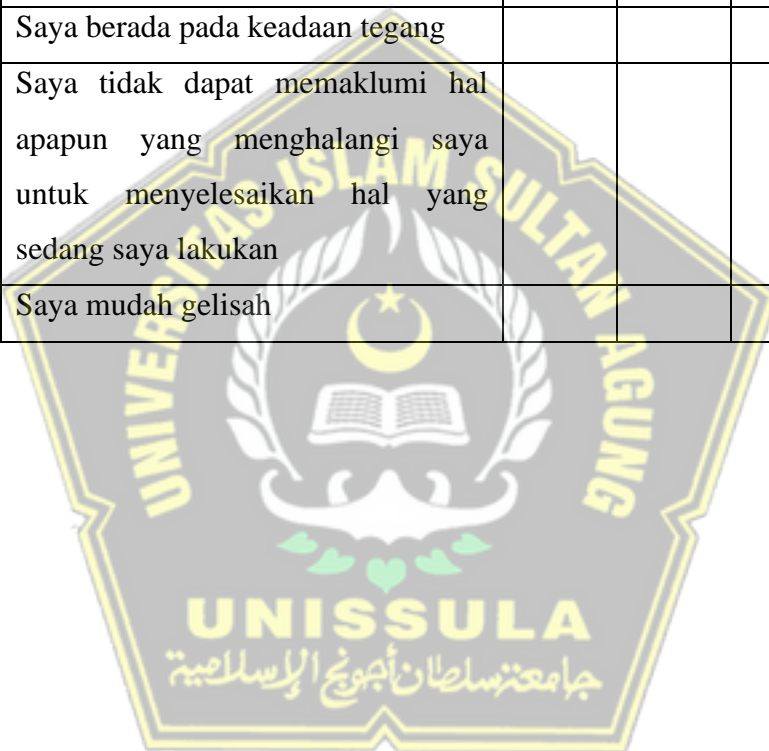 Saya berada pada keadaan tegang
Saya tidak dapat memaklumi hal
apapun yang menghalangi saya
untuk menyelesaikan hal yang
sedang saya lakukan
Saya mudah gelisah
UNIVERSITAS ISLAM SULTAN AGUNG
UNISSULA
جامعتنسلطان أجونج الإسلامية